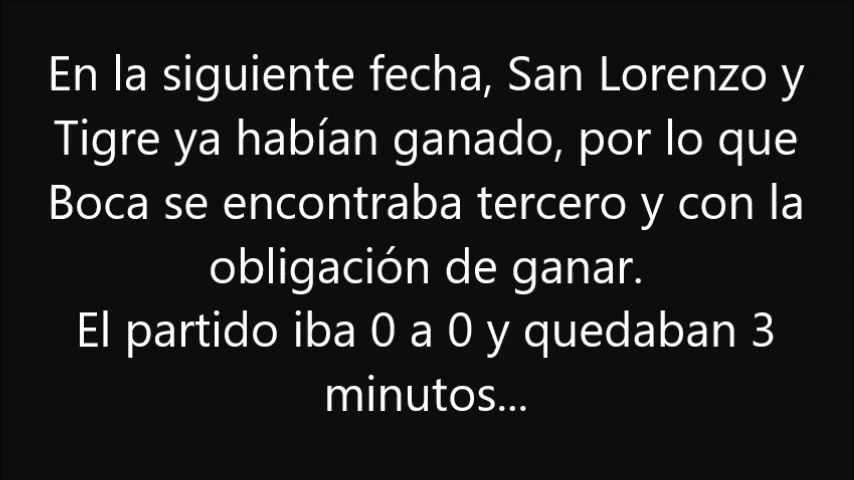 En la siguiente fecha, San Lorenzo y
Tigre ya habían ganado, por lo que
Boca se encontraba tercero y con la
obligación de ganar.
El partido iba 0 a 0 y quedaban 3
minutos...